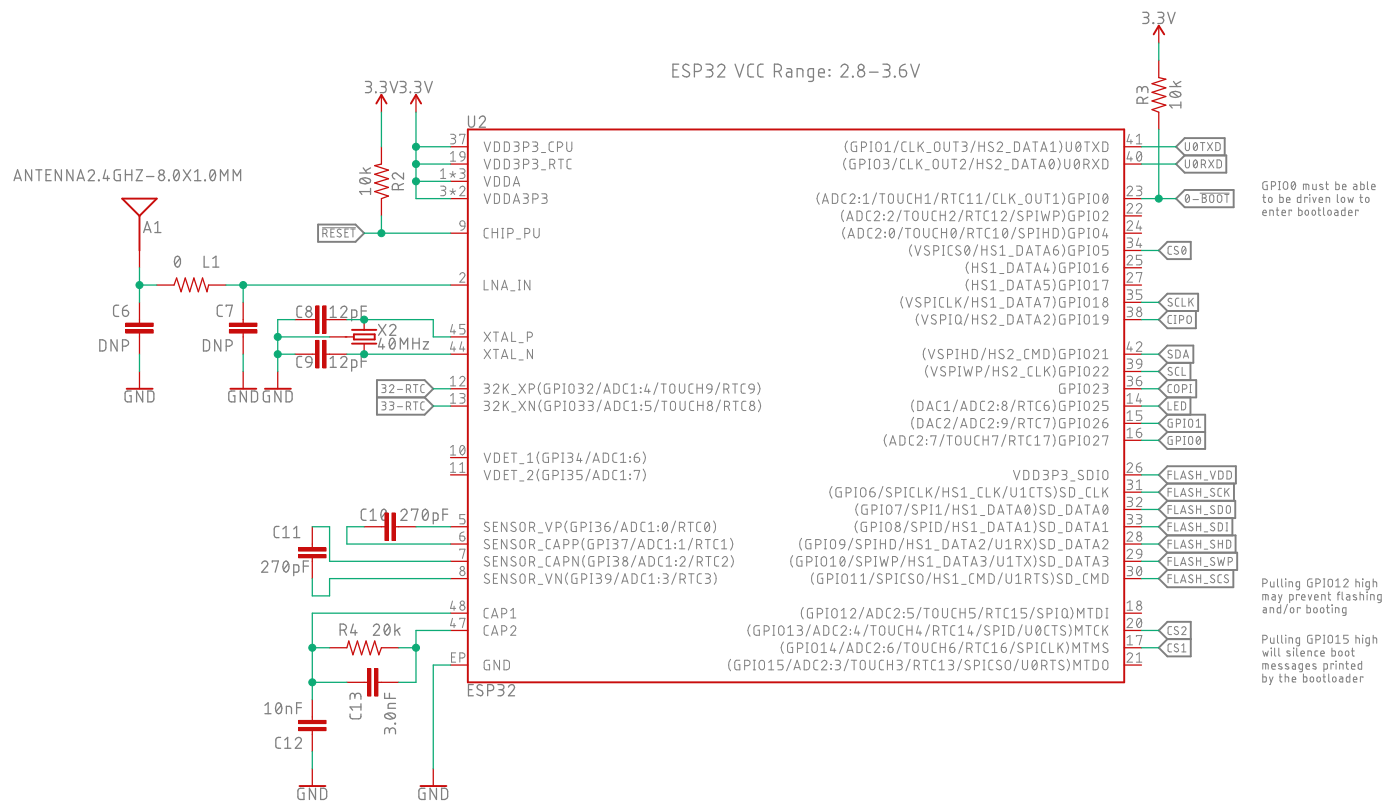 3.3V
ESP32 VCC Range: 2.8-3.6V
R3
10k
3.3V
3.3V
U2
10k
R2
37
VDD3P3_CPU
19
VDD3P3_RTC
1*3
VDDA
3*2
VDDA3P3
RESET
9
CHIP_PU
ANTENNA2.4GHZ-8.0X1.0MM
A1
0
L1
2
LNA_IN
C6
DNP
C7
DNP
C8
12pF
X2
40MHz
C9
12pF
45
XTAL_P
44
XTAL_N
GND
GND
GND
32-RTC
12
32K_XP(GPIO32/ADC1:4/TOUCH9/RTC9)
33-RTC
13
32K_XN(GPIO33/ADC1:5/TOUCH8/RTC8)
10
VDET_1(GPI34/ADC1:6)
11
VDET_2(GPI35/ADC1:7)
C10
270pF
5
SENSOR_VP(GPI36/ADC1:0/RTC0)
C11
270pF
6
SENSOR_CAPP(GPI37/ADC1:1/RTC1)
7
SENSOR_CAPN(GPI38/ADC1:2/RTC2)
8
SENSOR_VN(GPI39/ADC1:3/RTC3)
48
CAP1
R4
20k
47
CAP2
EP
GND
C13
3.0nF
10nF
C12
GND
GND
ESP32
(GPIO1/CLK_OUT3/HS2_DATA1)U0TXD
41
U0TXD
(GPIO3/CLK_OUT2/HS2_DATA0)U0RXD
40
U0RXD
(ADC2:1/TOUCH1/RTC11/CLK_OUT1)GPIO0
23
0-BOOT
GPIO0 must be able
to be driven low to
enter bootloader
(ADC2:2/TOUCH2/RTC12/SPIWP)GPIO2
22
(ADC2:0/TOUCH0/RTC10/SPIHD)GPIO4
24
(VSPICS0/HS1_DATA6)GPIO5
34
CS0
(HS1_DATA4)GPIO16
25
(HS1_DATA5)GPIO17
27
(VSPICLK/HS1_DATA7)GPIO18
35
SCLK
(VSPIQ/HS2_DATA2)GPIO19
38
CIPO
(VSPIHD/HS2_CMD)GPIO21
42
SDA
(VSPIWP/HS2_CLK)GPIO22
39
SCL
GPIO23
36
COPI
(DAC1/ADC2:8/RTC6)GPIO25
14
LED
(DAC2/ADC2:9/RTC7)GPIO26
15
GPIO1
(ADC2:7/TOUCH7/RTC17)GPIO27
16
GPIO0
VDD3P3_SDIO
26
FLASH_VDD
(GPIO6/SPICLK/HS1_CLK/U1CTS)SD_CLK
31
FLASH_SCK
(GPIO7/SPI1/HS1_DATA0)SD_DATA0
32
FLASH_SDO
(GPIO8/SPID/HS1_DATA1)SD_DATA1
33
FLASH_SDI
(GPIO9/SPIHD/HS1_DATA2/U1RX)SD_DATA2
28
FLASH_SHD
(GPIO10/SPIWP/HS1_DATA3/U1TX)SD_DATA3
29
FLASH_SWP
(GPIO11/SPICS0/HS1_CMD/U1RTS)SD_CMD
30
FLASH_SCS
Pulling GPIO12 high
may prevent flashing
and/or booting
(GPIO12/ADC2:5/TOUCH5/RTC15/SPIQ)MTDI
18
(GPIO13/ADC2:4/TOUCH4/RTC14/SPID/U0CTS)MTCK
20
CS2
(GPIO14/ADC2:6/TOUCH6/RTC16/SPICLK)MTMS
17
CS1
(GPIO15/ADC2:3/TOUCH3/RTC13/SPICS0/U0RTS)MTDO
21
Pulling GPIO15 high
will silence boot
messages printed
by the bootloader